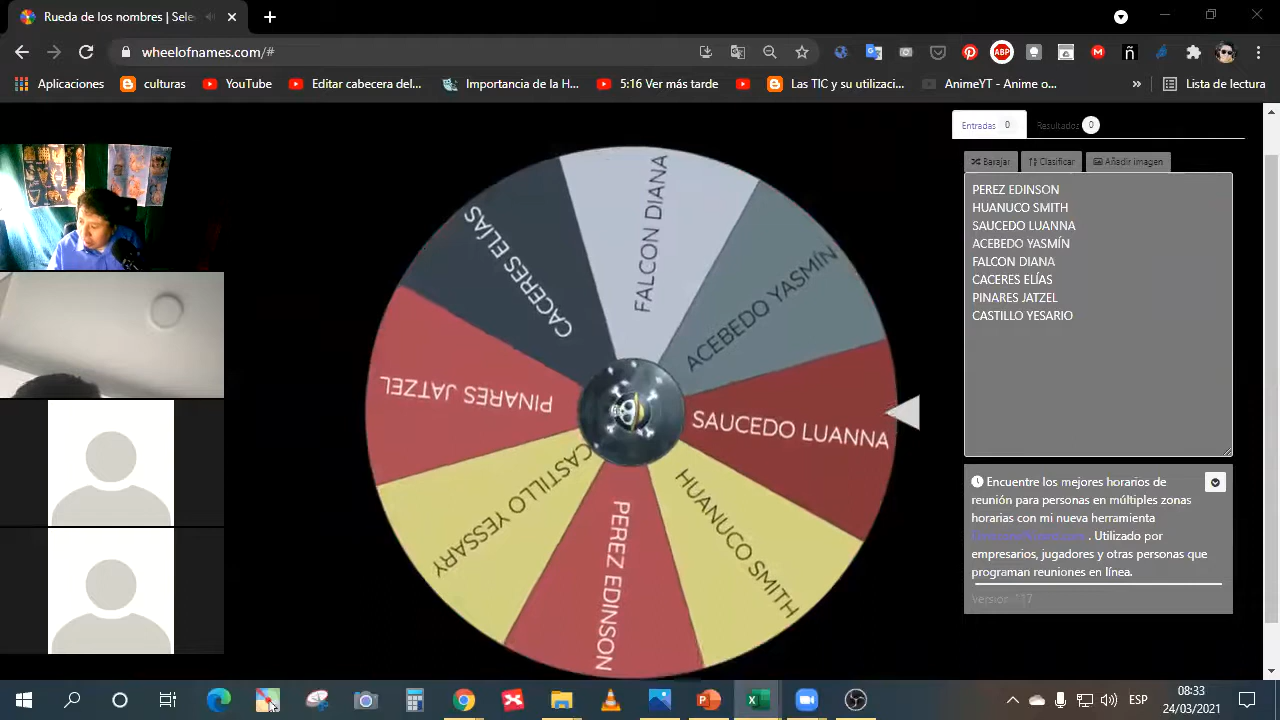 Rueda de los nombres | Sele
wheelofnames.com/#
Aplicaciones
culturas
YouTube
Editar cabecera del...
Importancia de la H...
5:16 Ver más tarde
Las TIC y su utilizaci...
AnimeYT - Anime o...
»
Lista de lectura
Entradas 0
Resultados 0
Barajar
Clasificar
Añadir imagen
PEREZ EDINSON
HUANUCO SMITH
SAUCEDO LUANNA
ACEBEDO YASMÍN
FALCON DIANA
CACERES ELÍAS
PINARES JATZEL
CASTILLO YESARIO
FALCON DIANA
ACEBEDO YASMÍN
SAUCEDO LUANNA
HUANUCO SMITH
PEREZ EDINSON
CASTILLO YESSARY
PINARES JATZEL
CACERES ELÍAS
Encuentre los mejores horarios de
reunión para personas en múltiples zonas
horarias con mi nueva herramienta
. Utilizado por
empresarios, jugadores y otras personas que
programan reuniones en línea.
Versión 117
ESP
08:33
24/03/2021